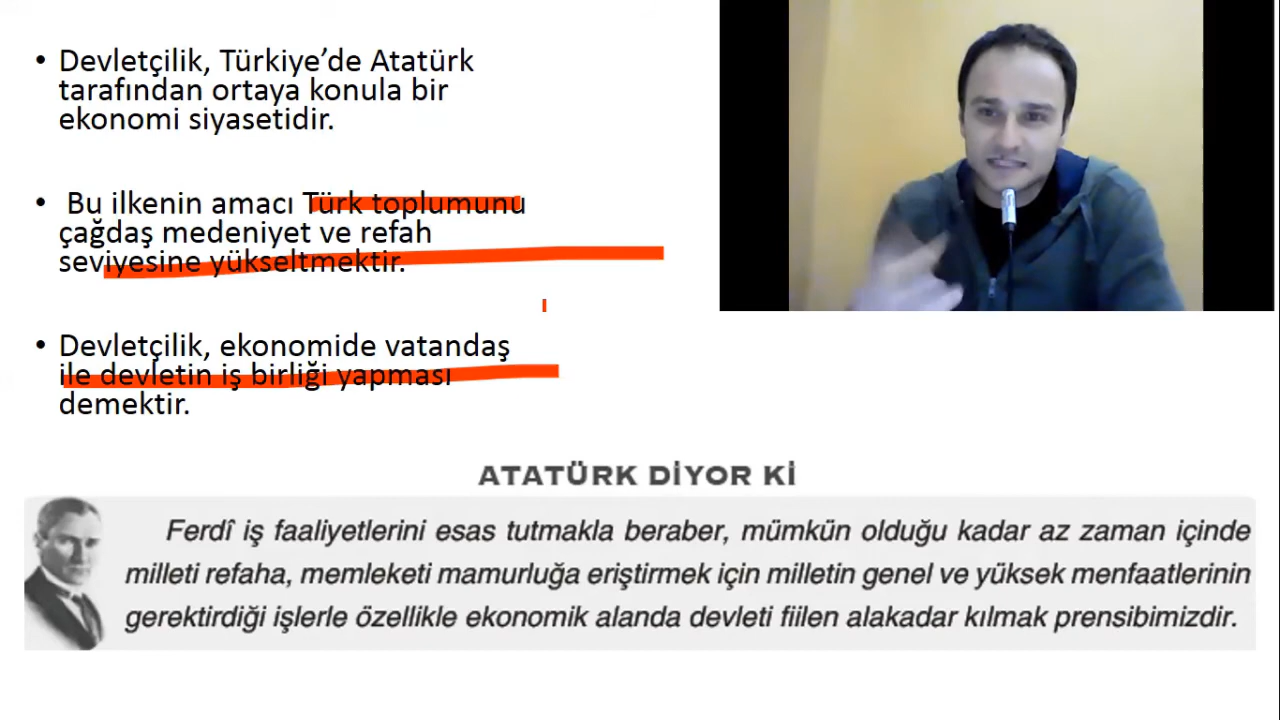 • Devletçilik, Türkiye’de Atatürk
tarafından ortaya konula bir
ekonomi siyasetidir.
• Bu ilkenin amacı Türk toplumunu
çağdaş medeniyet ve refah
seviyesine yükseltmektir.
• Devletçilik, ekonomide vatandaş
ile devletin iş birliği yapması
demektir.
ATATÜRK DİYOR Kİ
Ferdî iş faaliyetlerini esas tutmakla beraber, mümkün olduğu kadar az zaman içinde
milleti refaha, memleketi mamurluğa eriştirmek için milletin genel ve yüksek menfaatlerinin
gerektirdiği işlerle özellikle ekonomik alanda devleti fiilen alakadar kılmak prensibimizdir.